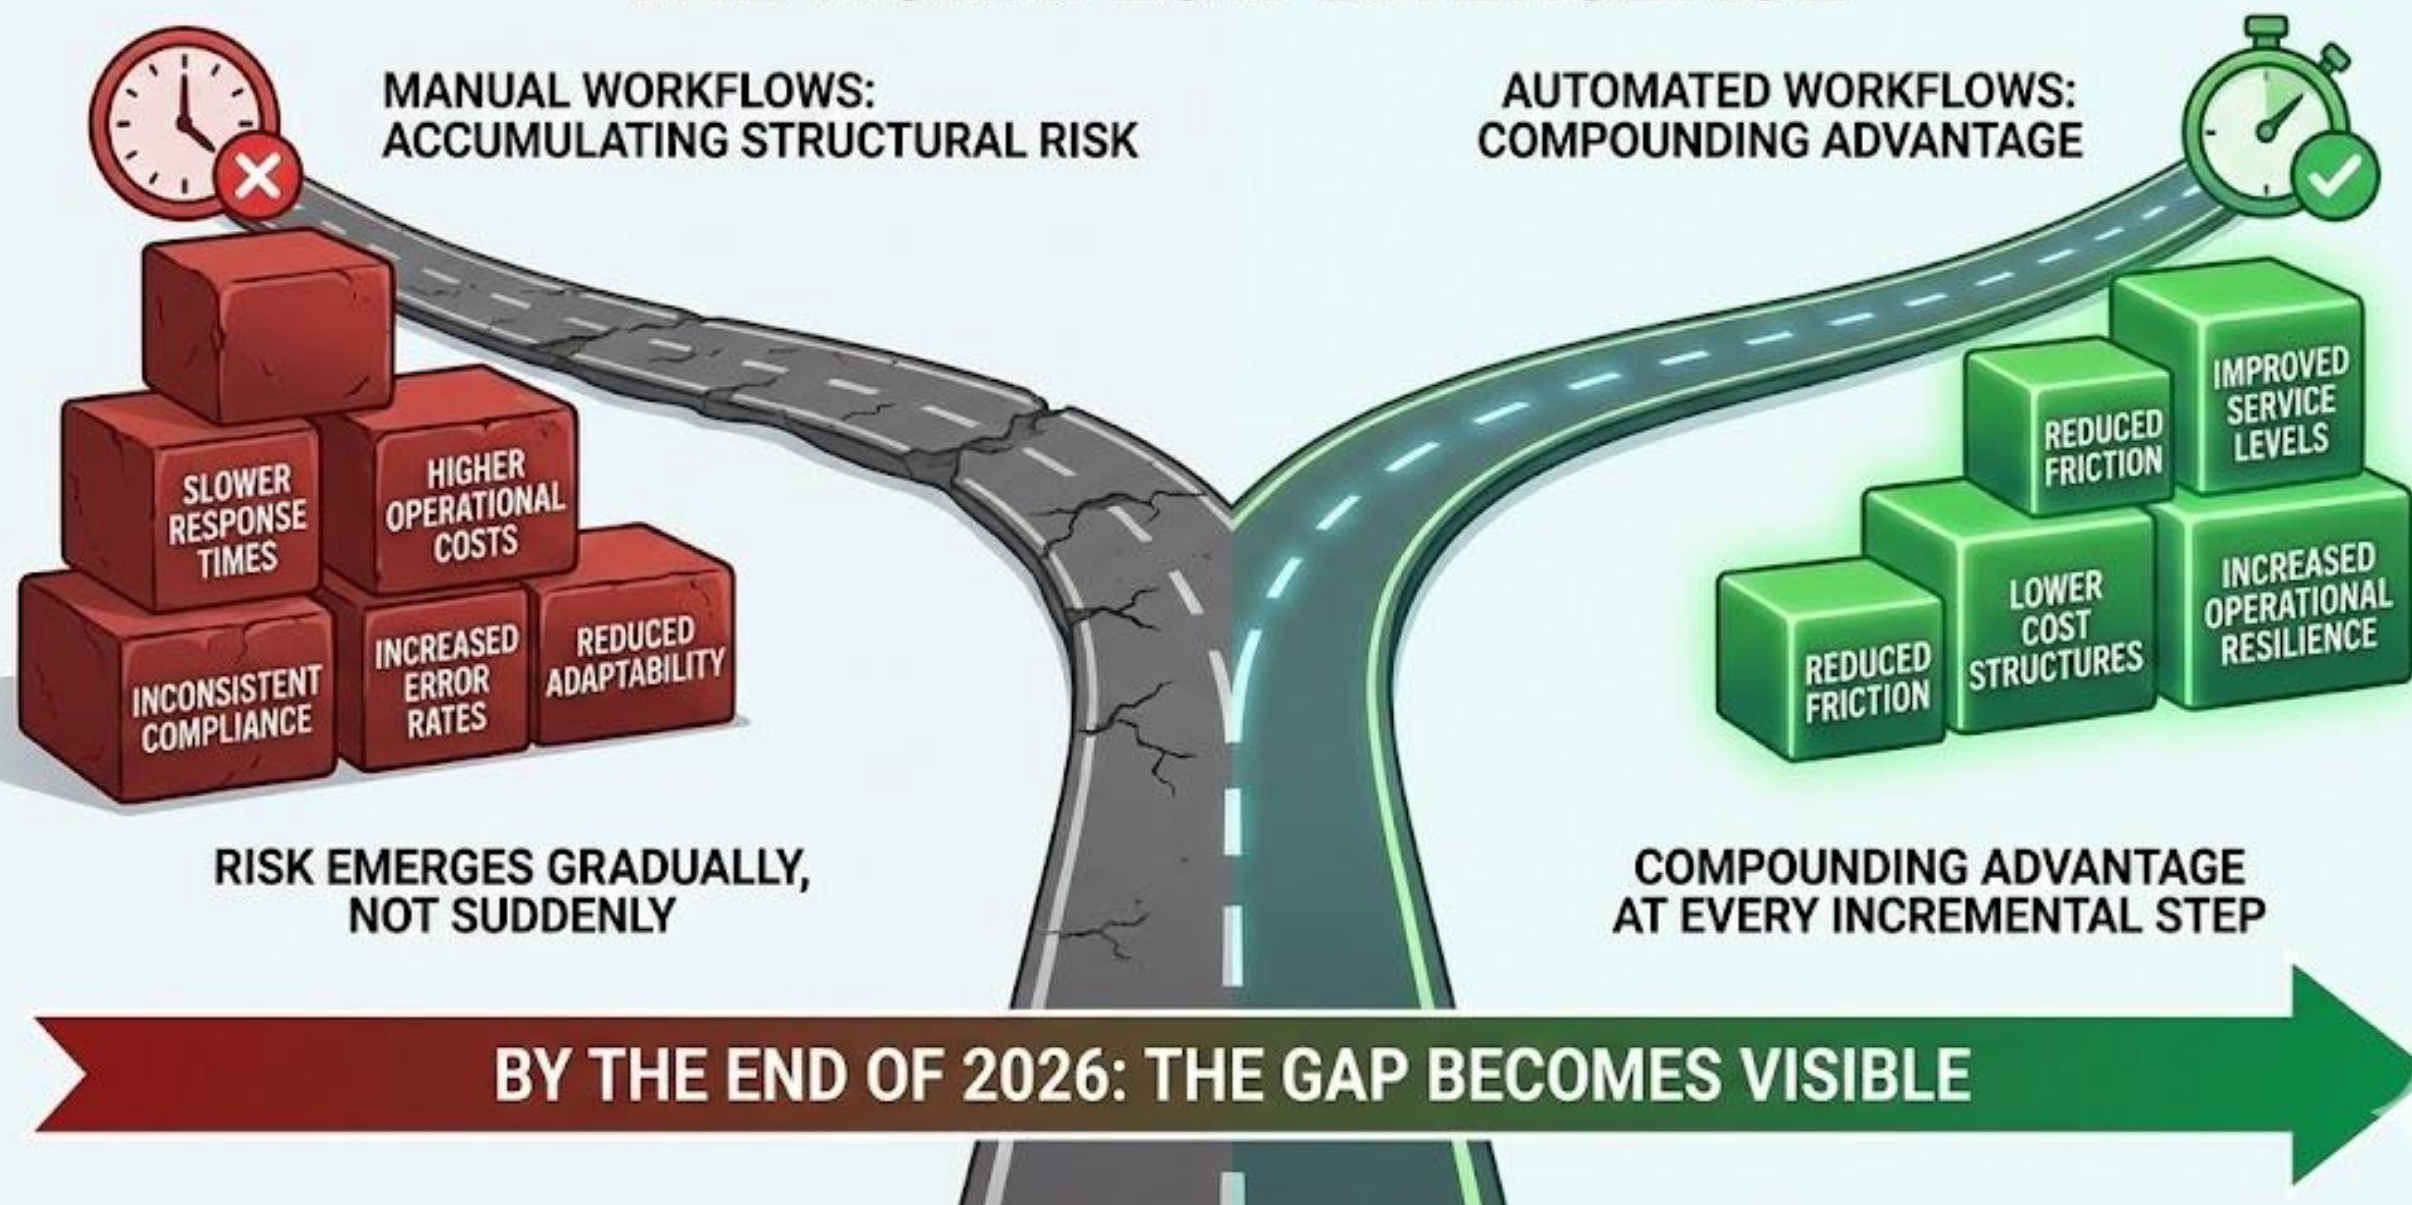 MANUAL WORKFLOWS:
ACCUMULATING STRUCTURAL RISK
AUTOMATED WORKFLOWS:
COMPOUNDING ADVANTAGE
SLOWER
RESPONSE
TIMES
HIGHER
OPERATIONAL
COSTS
INCONSISTENT
COMPLIANCE
INCREASED
ERROR
RATES
REDUCED
ADAPTABILITY
REDUCED
FRICTION
IMPROVED
SERVICE
LEVELS
REDUCED
FRICTION
LOWER
COST
STRUCTURES
INCREASED
OPERATIONAL
RESILIENCE
RISK EMERGES GRADUALLY,
NOT SUDDENLY
COMPOUNDING ADVANTAGE
AT EVERY INCREMENTAL STEP
BY THE END OF 2026: THE GAP BECOMES VISIBLE